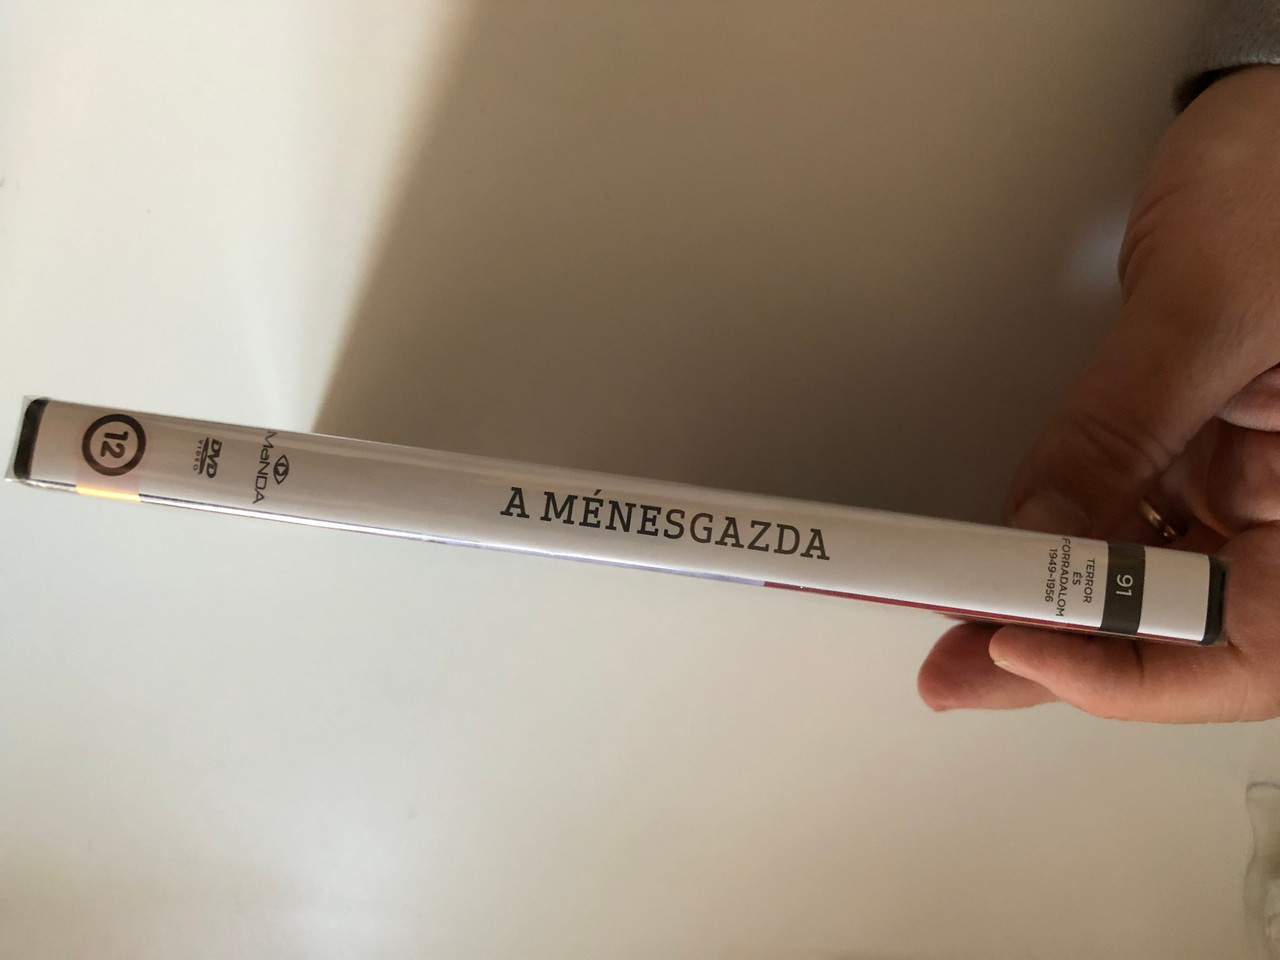 12
DVD
VIDEO
MaNDA
A MÉNESGAZDA
TERROR
ÉS
FORRADALOM
1949-1956
91